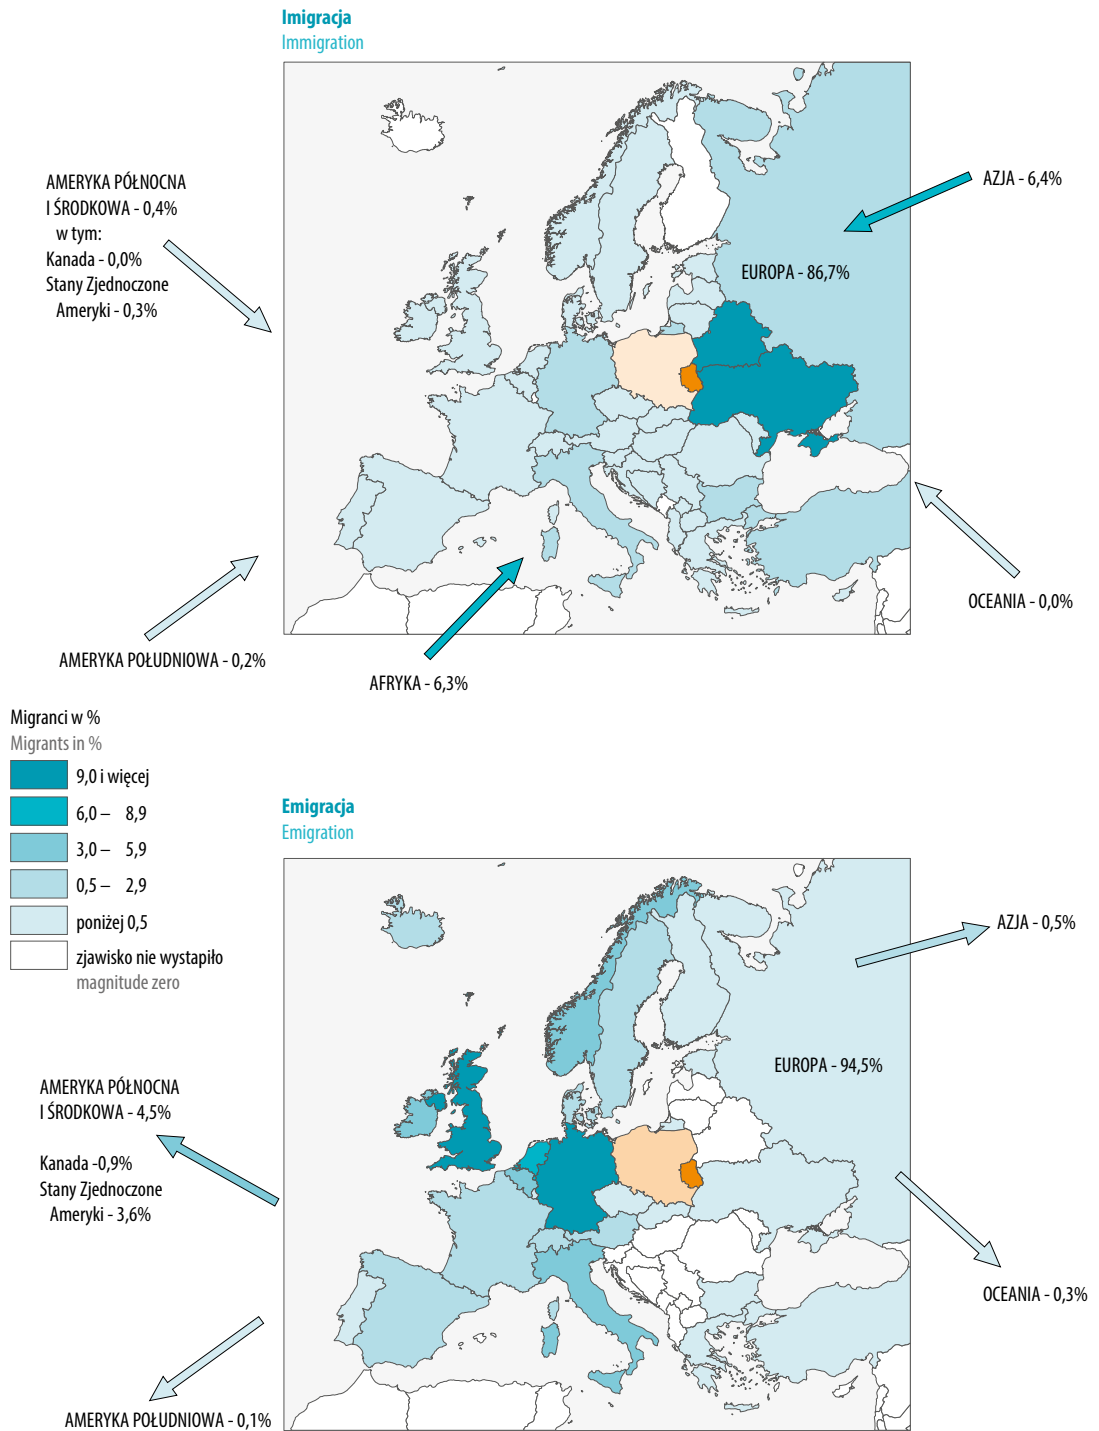 Imigracja
Immigration
AMERYKA PÓŁNOCNA
I ŚRODKOWA - 0,4%
w tym:
Kanada - 0,0%
Stany Zjednoczone
Ameryki - 0,3%
AZJA - 6,4%
EUROPA - 86,7%
OCEANIA - 0,0%
AMERYKA POŁUDNIOWA - 0,2%
AFRYKA - 6,3%
Migranci w %
Migrants in %
9,0 i więcej
6,0 – 8,9
3,0 – 5,9
0,5 – 2,9
poniżej 0,5
zjawisko nie wystąpiło
magnitude zero
Emigracja
Emigration
AZJA - 0,5%
EUROPA - 94,5%
AMERYKA PÓŁNOCNA
I ŚRODKOWA - 4,5%
Kanada -0,9%
Stany Zjednoczone
Ameryki - 3,6%
OCEANIA - 0,3%
AMERYKA POŁUDNIOWA - 0,1%